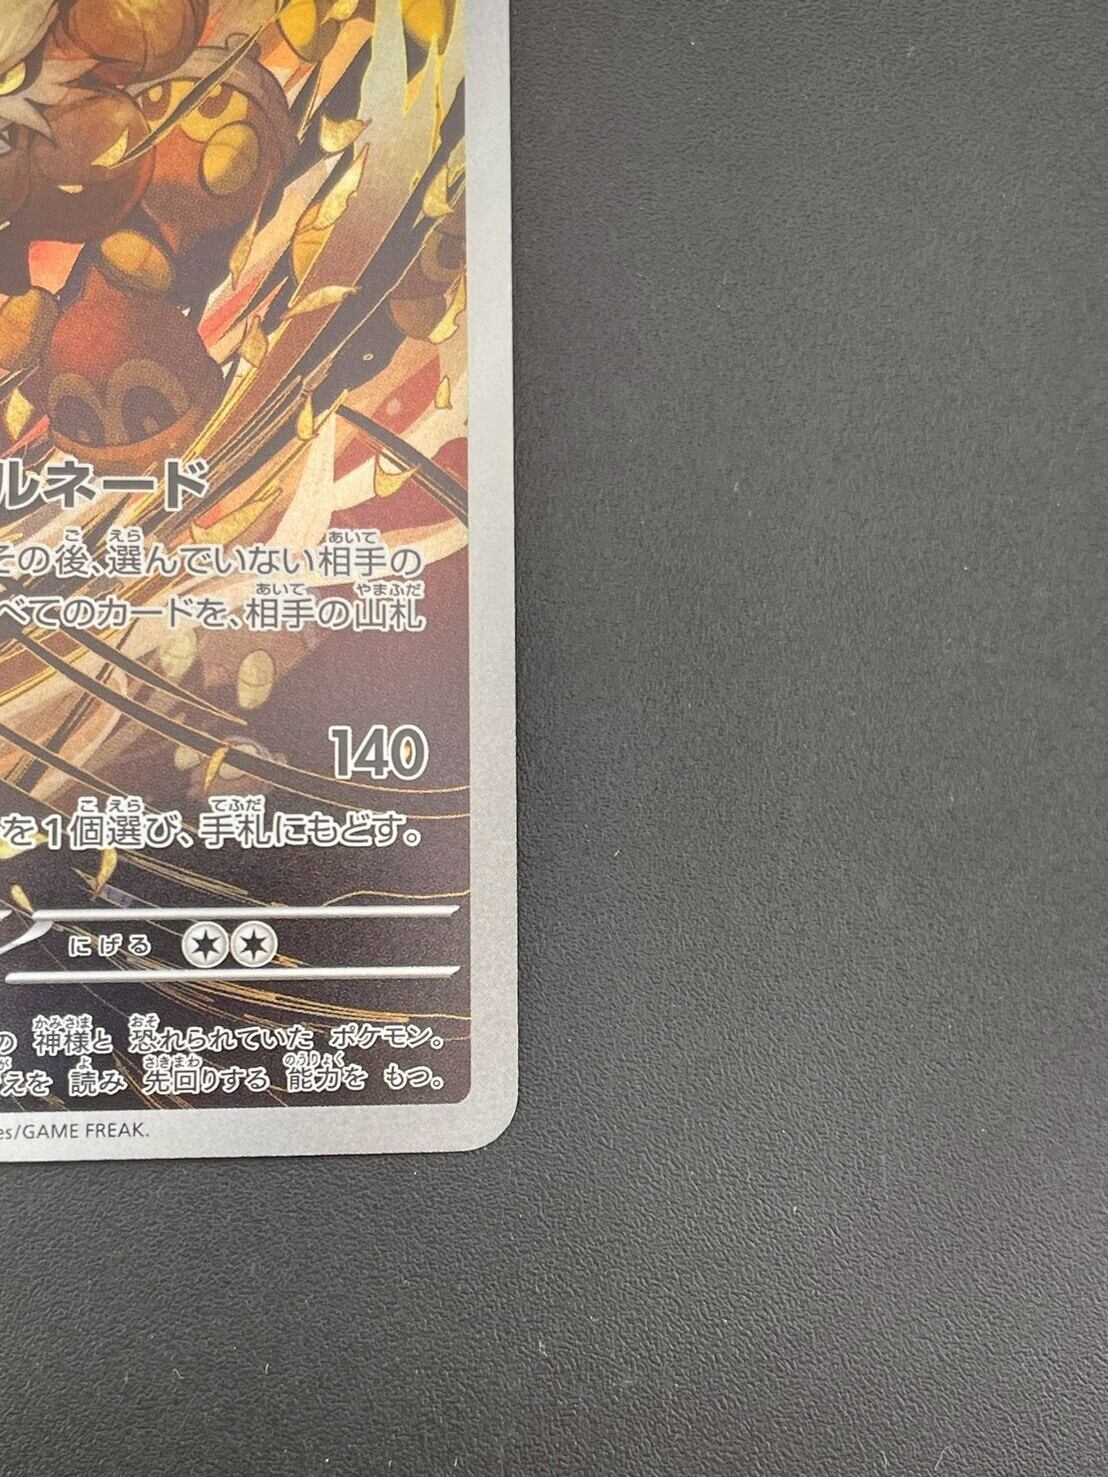 ルネード
その後、選んでいない相手の
べてのカードを、相手の山札
140
を1個選び、手札にもどす。
にげる
の 神様と 恐れられていた ポケモン。
えを 読み 先回りする 能力を もつ。
es/GAME FREAK.